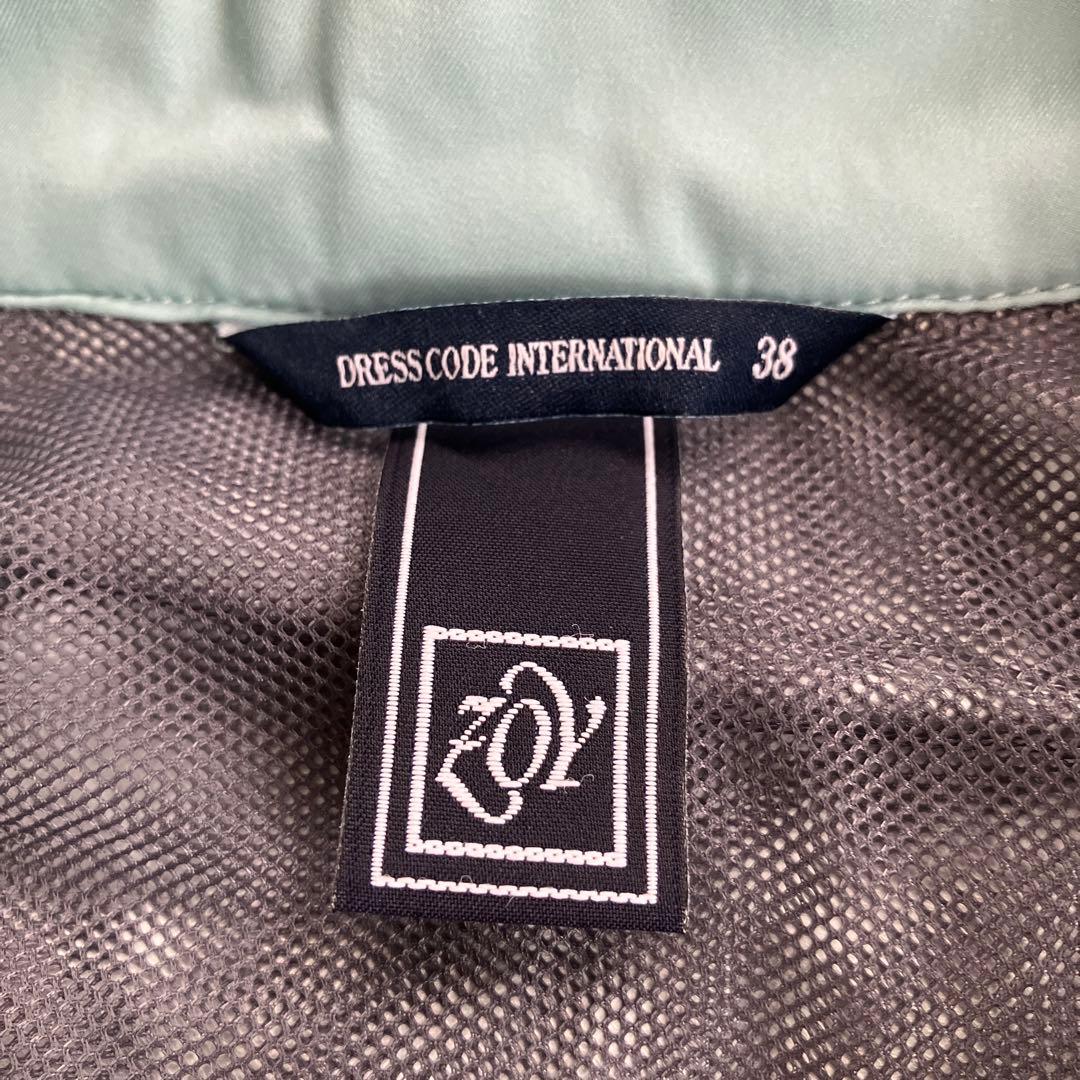 DRESS CODE INTERNATIONAL 38
ZOY